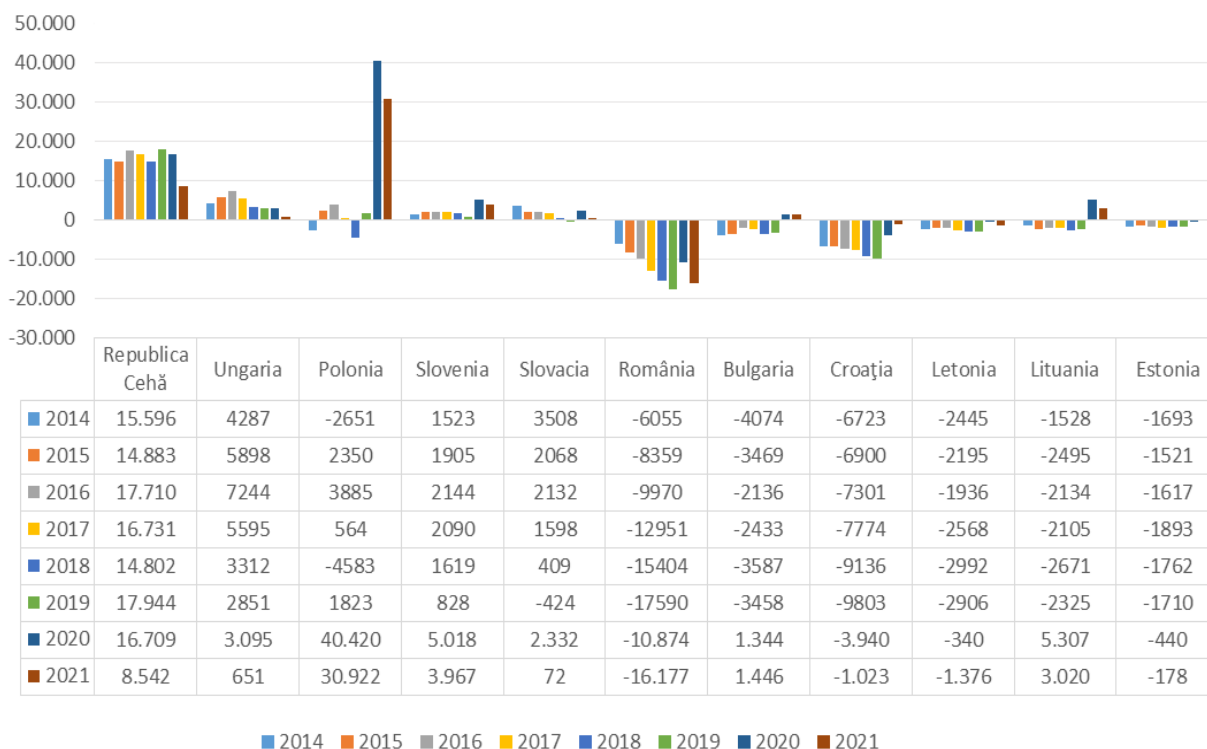 50.000
40.000
30.000
20.000
10.000
0
-10.000
-20.000
-30.000
Republica Cehă Ungaria Polonia Slovenia Slovacia România Bulgaria Croaţia Letonia Lituania Estonia
2014 15.596 4287 -2651 1523 3508 -6055 -4074 -6723 -2445 -1528 -1693
2015 14.883 5898 2350 1905 2068 -8359 -3469 -6900 -2195 -2495 -1521
2016 17.710 7244 3885 2144 2132 -9970 -2136 -7301 -1936 -2134 -1617
2017 16.731 5595 564 2090 1598 -12951 -2433 -7774 -2568 -2105 -1893
2018 14.802 3312 -4583 1619 409 -15404 -3587 -9136 -2992 -2671 -1762
2019 17.944 2851 1823 828 -424 -17590 -3458 -9803 -2906 -2325 -1710
2020 16.709 3.095 40.420 5.018 2.332 -10.874 1.344 -3.940 -340 5.307 -440
2021 8.542 651 30.922 3.967 72 -16.177 1.446 -1.023 -1.376 3.020 -178
2014 2015 2016 2017 2018 2019 2020 2021